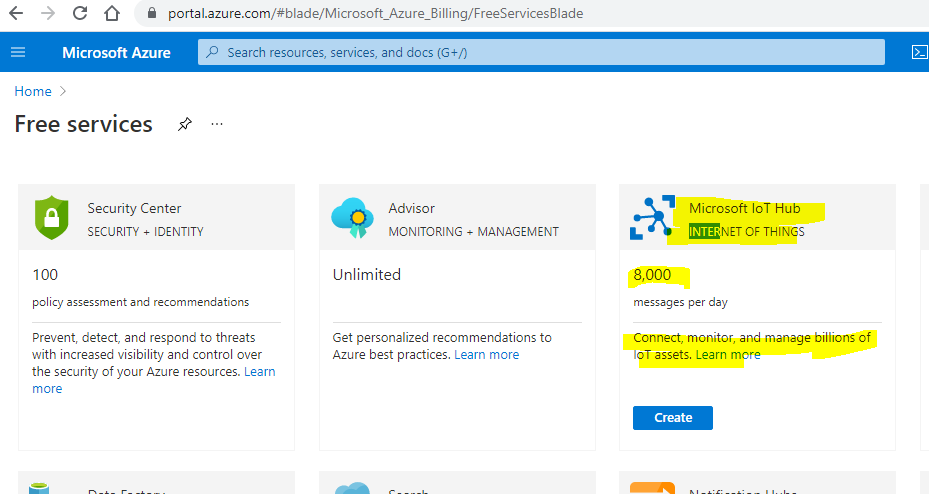 portal.azure.com/#blade/Microsoft_Azure_Billing/FreeServicesBlade
Microsoft Azure
Search resources, services, and docs (G+/)
Home
Free services
Security Center
SECURITY + IDENTITY
100
policy assessment and recommendations
Prevent, detect, and respond to threats
with increased visibility and control over
the security of your Azure resources. Learn
more
Advisor
MONITORING + MANAGEMENT
Unlimited
Get personalized recommendations to
Azure best practices. Learn more
Microsoft IoT Hub
INTERNET OF THINGS
8,000
messages per day
Connect, monitor, and manage billions of
IoT assets. Learn more
Create
Data Factory
Search
Notification Hubs